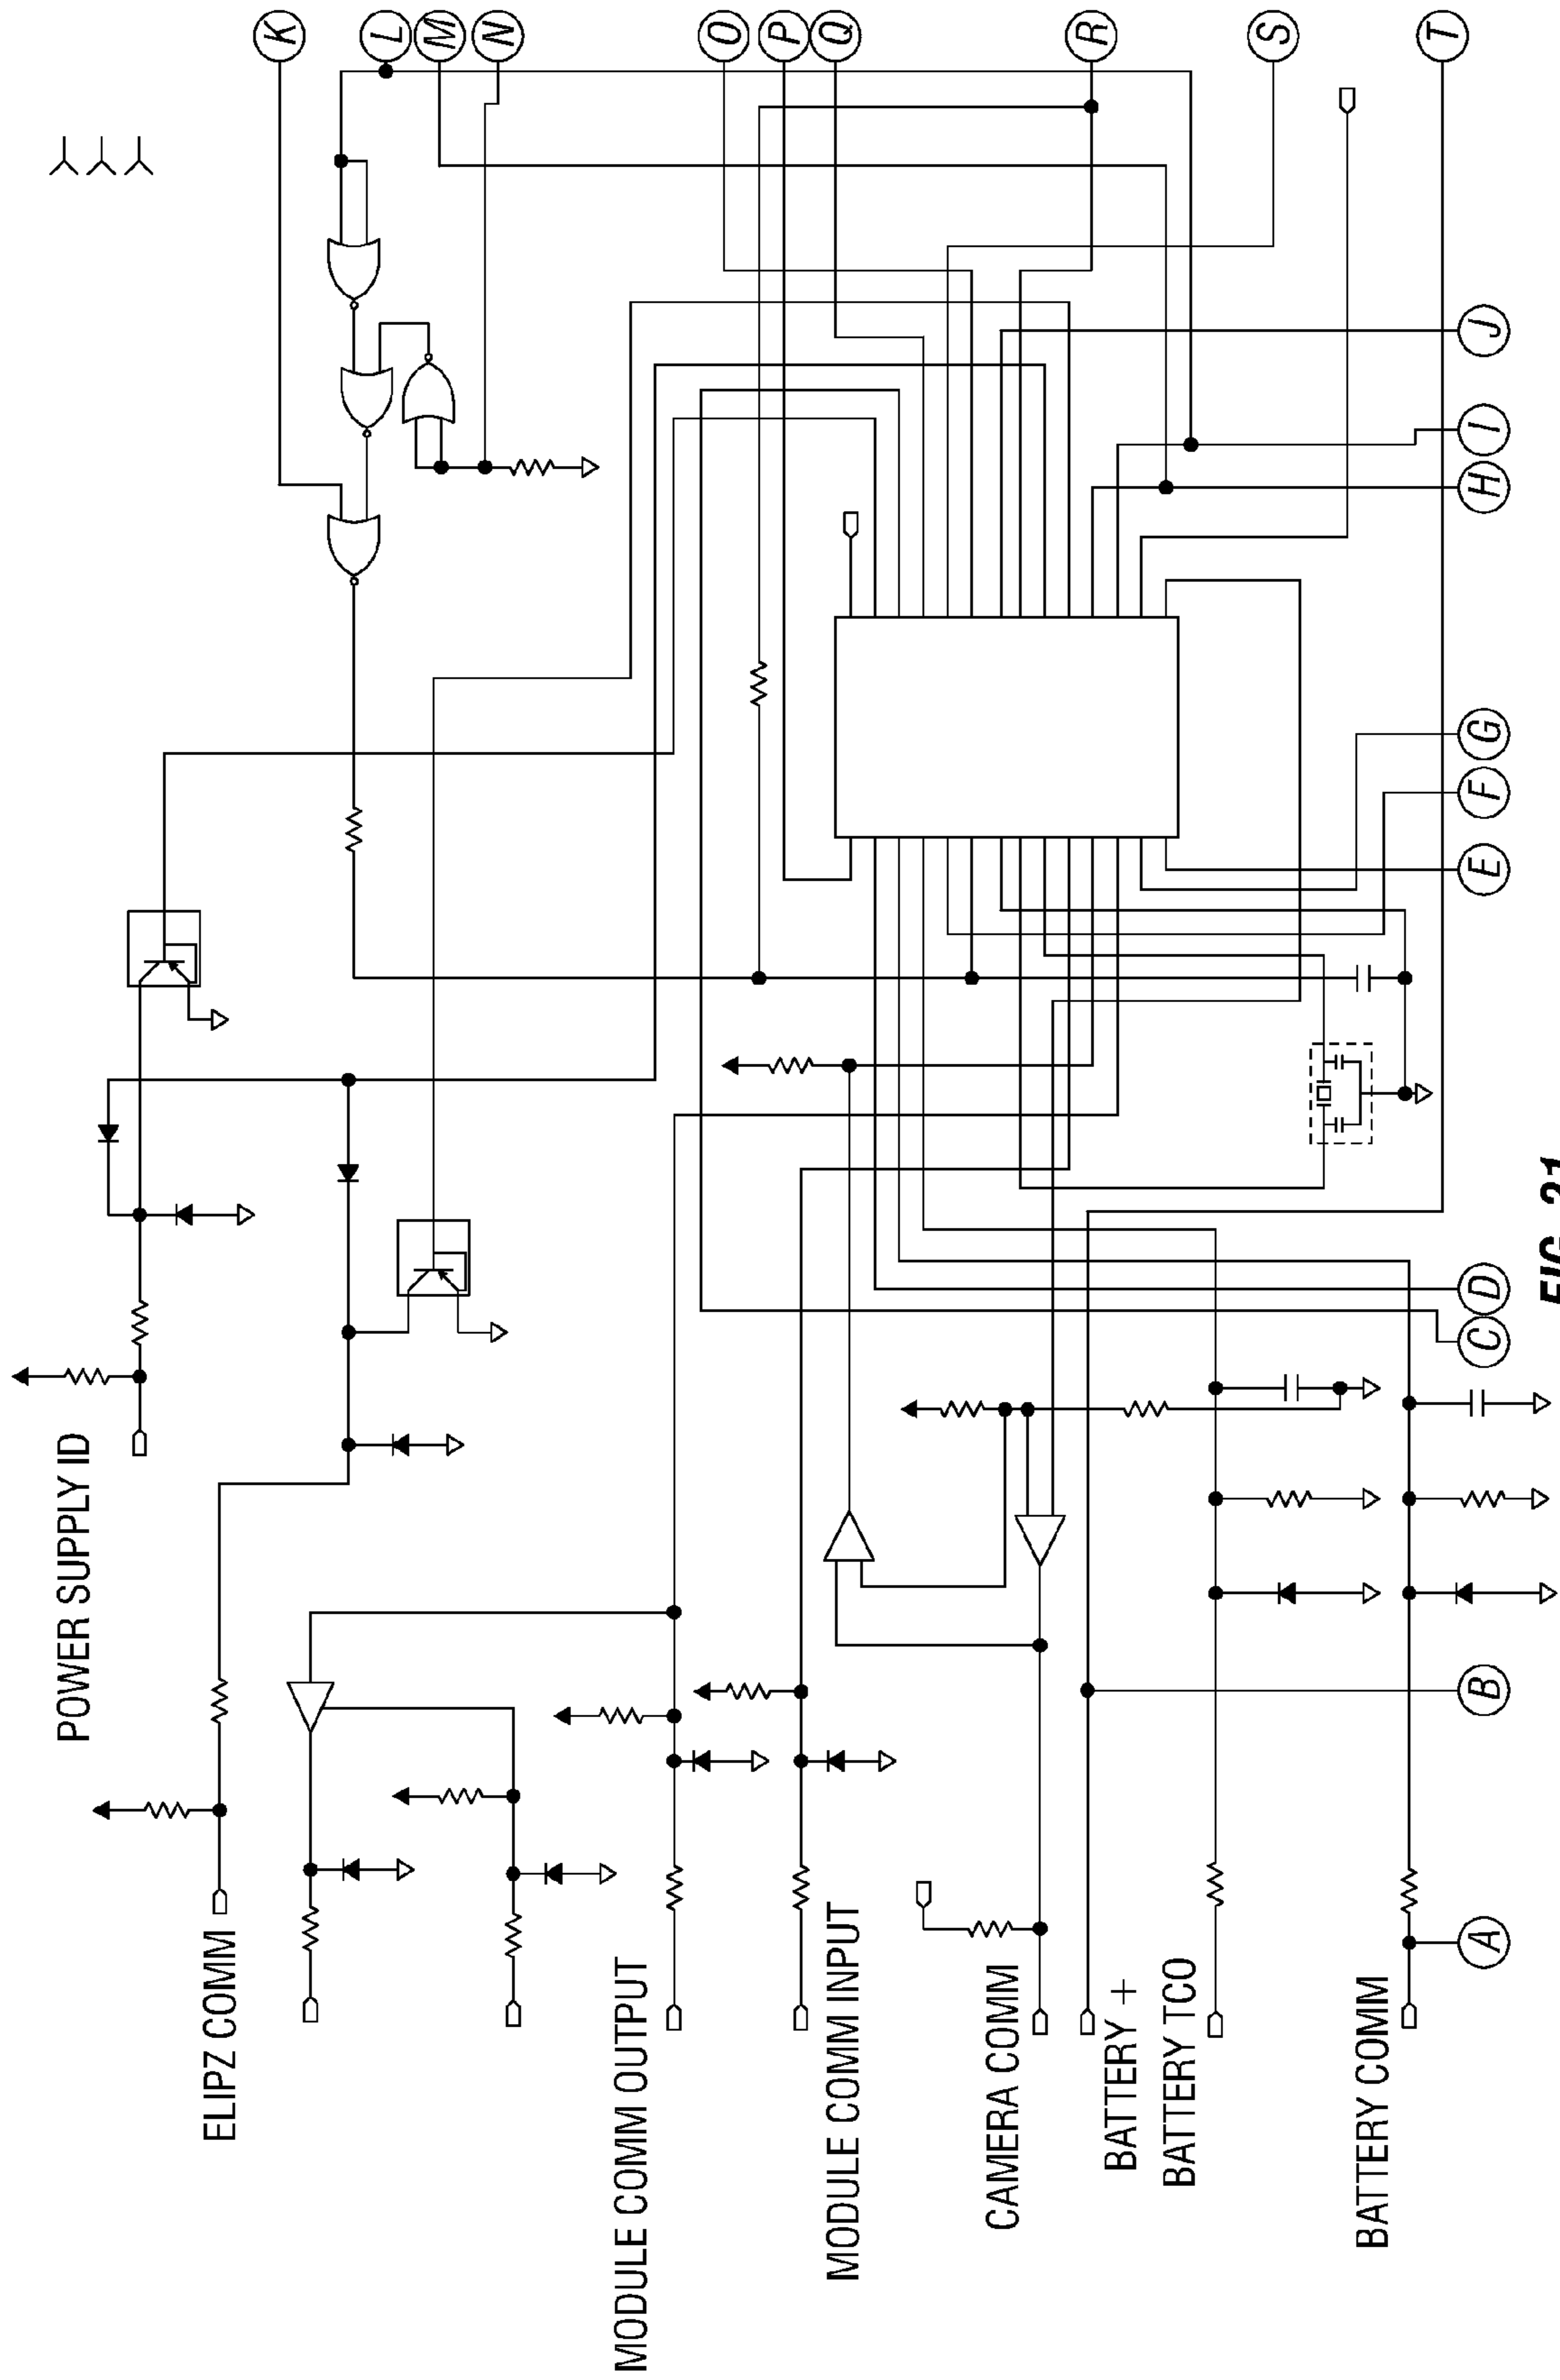 POWER SUPPLY ID
ELIPZ COMM
MODULE COMM OUTPUT
MODULE COMM INPUT
CAMERA COMM
BATTERY +
BATTERY TCO
BATTERY COMM
A
B
C
D
E
F
G
H
I
J
K
L
M
N
O
P
Q
R
S
T